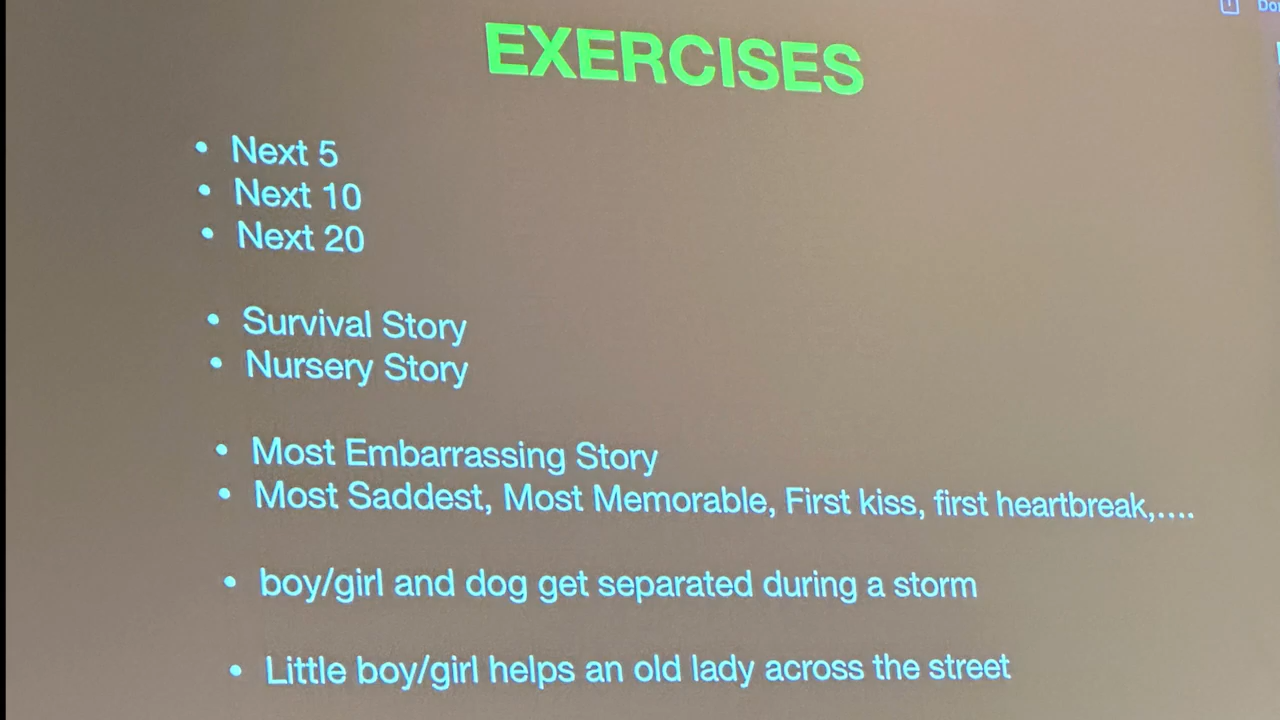 EXERCISES
• Next 5
• Next 10
• Next 20
• Survival Story
• Nursery Story
• Most Embarrassing Story
• Most Saddest, Most Memorable, First kiss, first heartbreak,....
• boy/girl and dog get separated during a storm
• Little boy/girl helps an old lady across the street